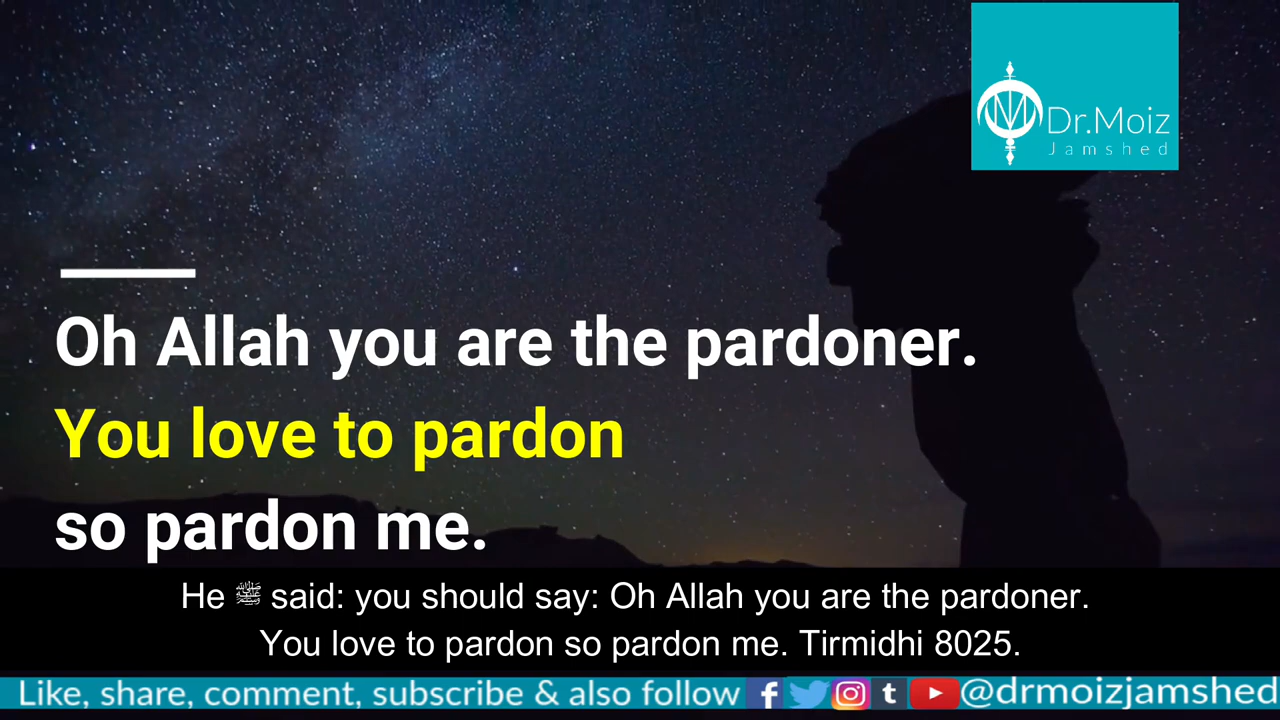 Dr.Moiz
Jamshed
Oh Allah you are the pardoner.
You love to pardon
so pardon me.
He ﷺ said: you should say: Oh Allah you are the pardoner.
You love to pardon so pardon me. Tirmidhi 8025.
Like, share, comment, subscribe & also follow @drmoizjamshed